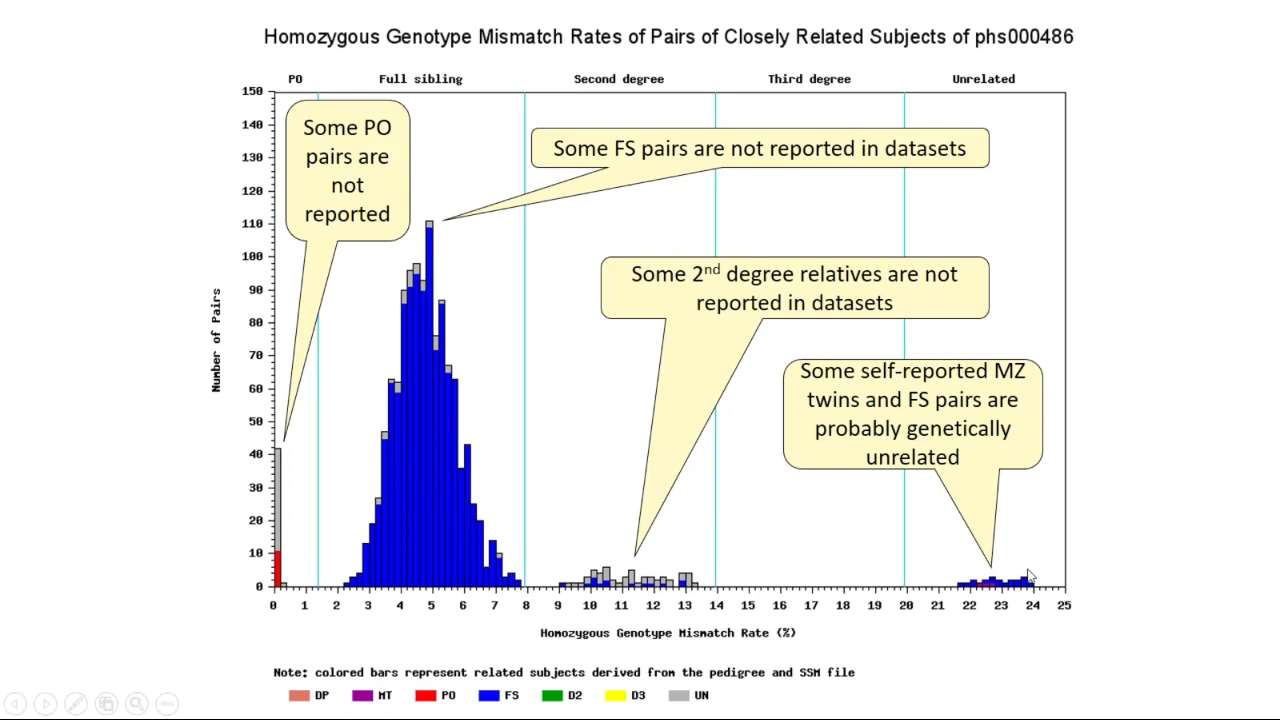 Homozygous Genotype Mismatch Rates of Pairs of Closely Related Subjects of phs000486
PO Full sibling Second degree Third degree Unrelated
150
140
130
120
110
100
90
80
70
60
50
40
30
20
10
0
Number of Pairs
Some PO
pairs are
not
reported
Some FS pairs are not reported in datasets
Some 2nd degree relatives are not
reported in datasets
Some self-reported MZ
twins and FS pairs are
probably genetically
unrelated
0 1 2 3 4 5 6 7 8 9 10 11 12 13 14 15 16 17 18 19 20 21 22 23 24 25
Homozygous Genotype Mismatch Rate (%)
Note: colored bars represent related subjects derived from the pedigree and SSM file
DP MT PO FS D2 D3 UN